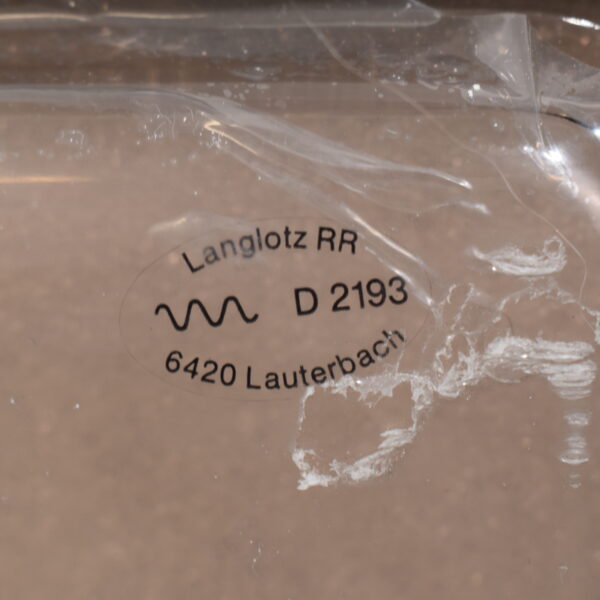 Langlotz RR
D 2193
6420 Lauterbach